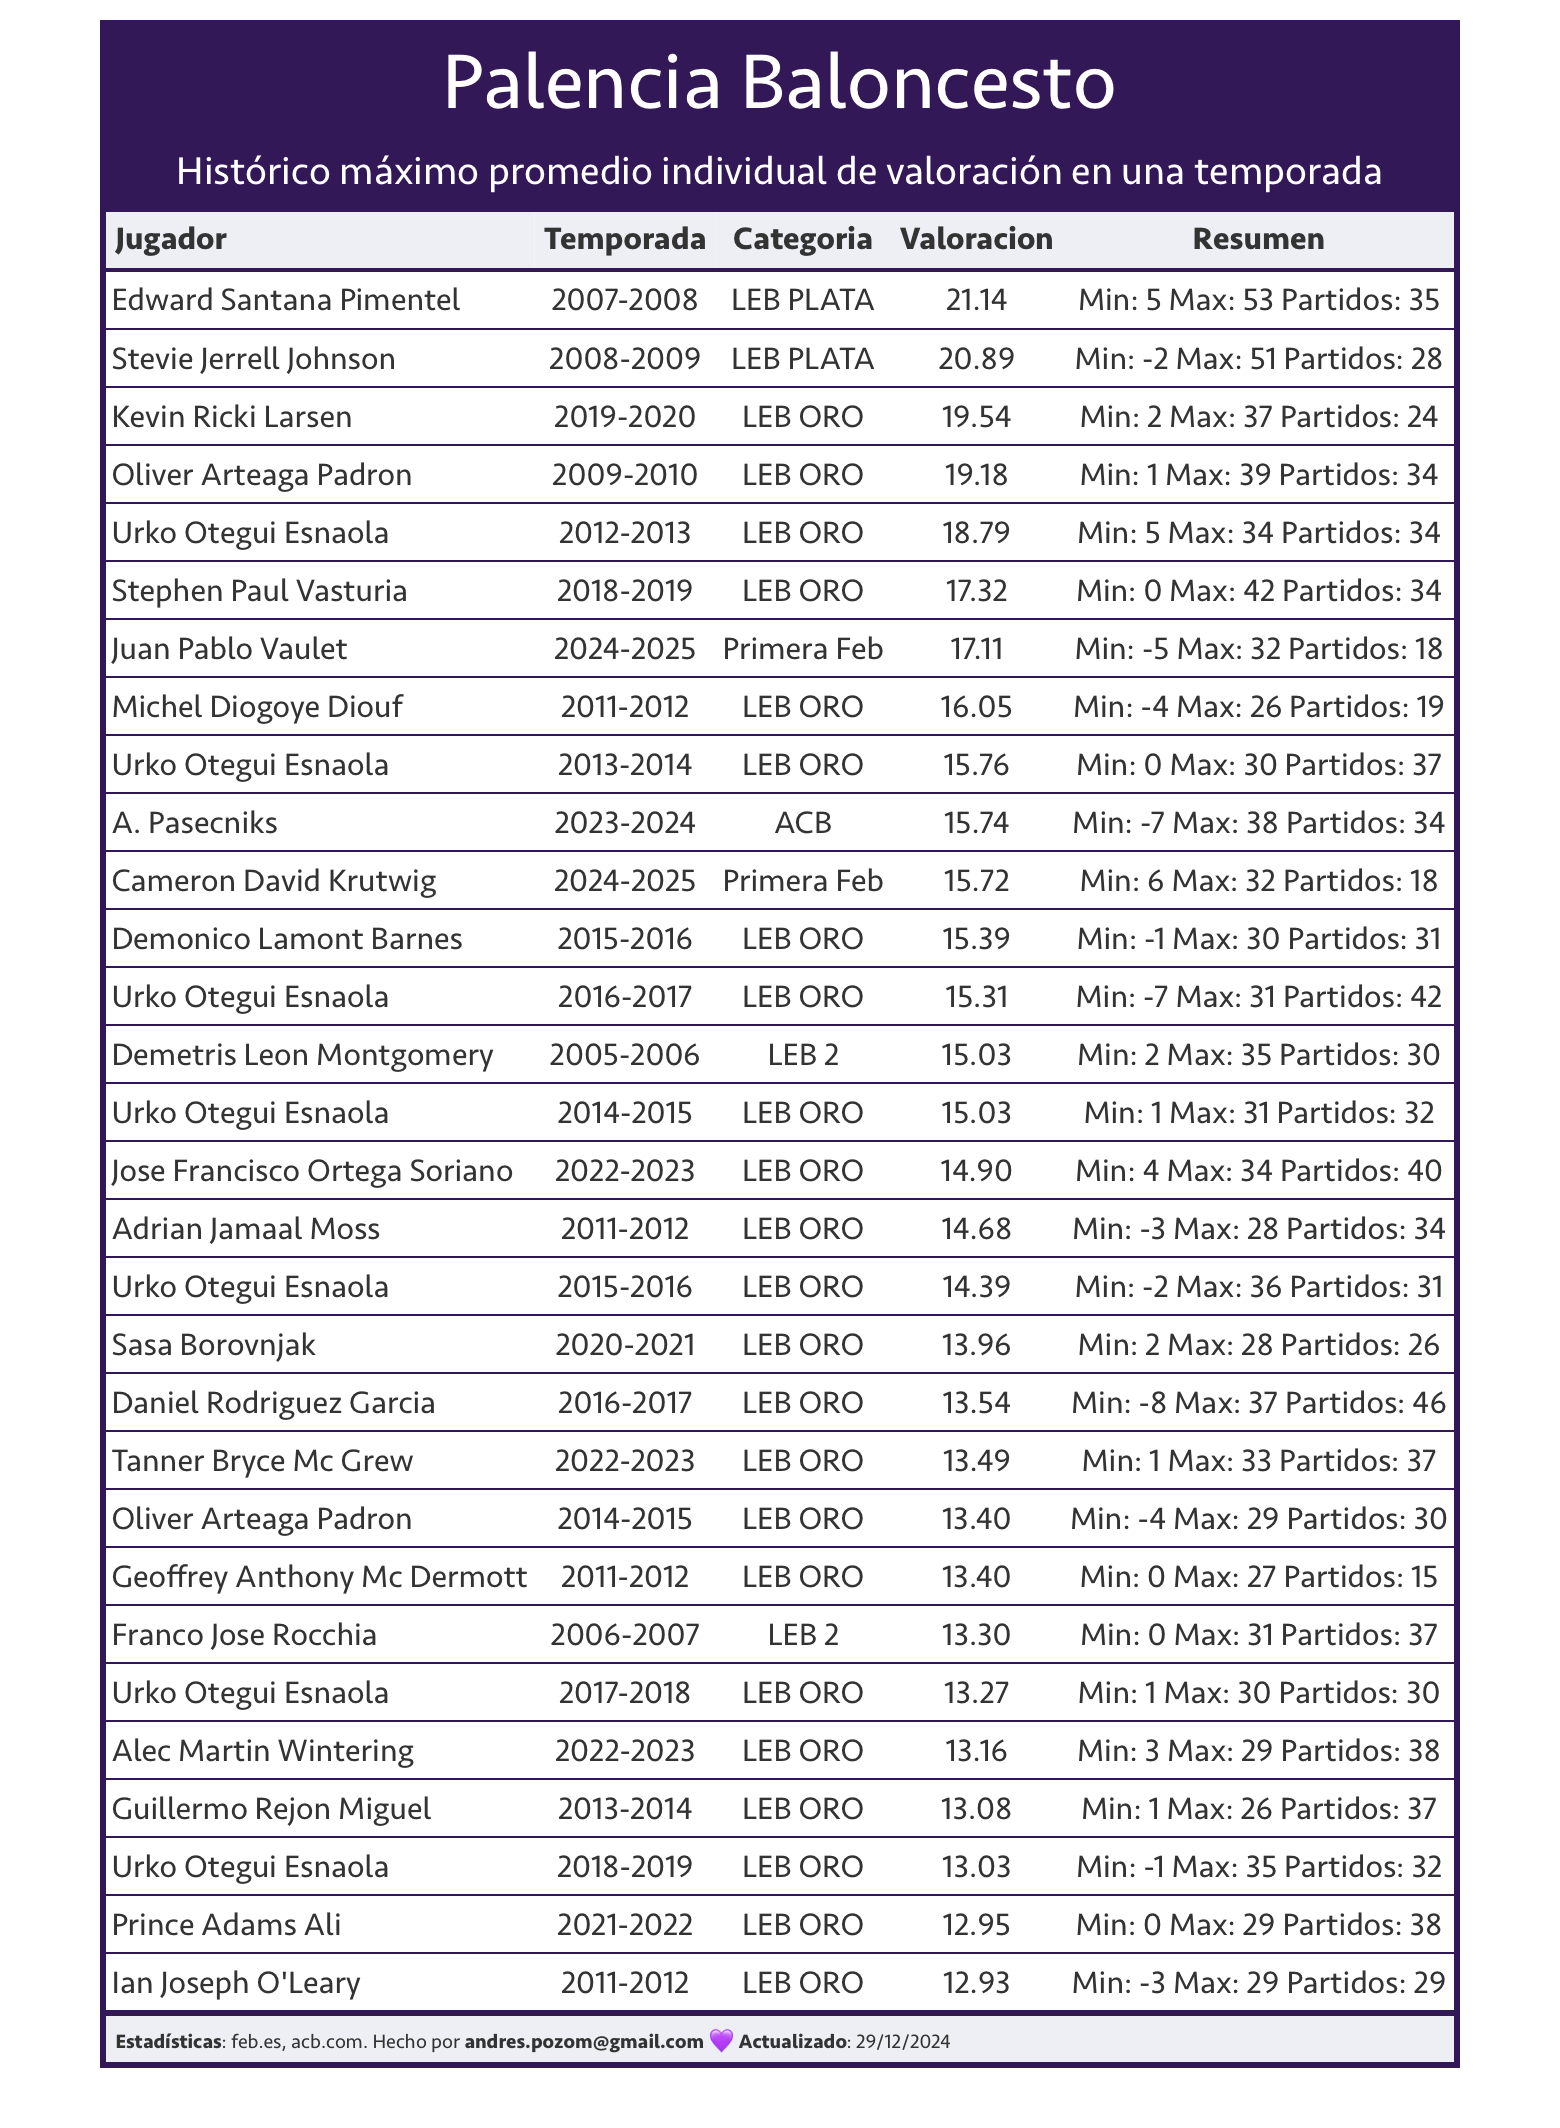 Palencia Baloncesto
Histórico máximo promedio individual de valoración en una temporada
Jugador Temporada Categoria Valoracion Resumen
Edward Santana Pimentel 2007-2008 LEB PLATA 21.14 Min: 5 Max: 53 Partidos: 35
Stevie Jerrell Johnson 2008-2009 LEB PLATA 20.89 Min: -2 Max: 51 Partidos: 28
Kevin Ricki Larsen 2019-2020 LEB ORO 19.54 Min: 2 Max: 37 Partidos: 24
Oliver Arteaga Padron 2009-2010 LEB ORO 19.18 Min: 1 Max: 39 Partidos: 34
Urko Otegui Esnaola 2012-2013 LEB ORO 18.79 Min: 5 Max: 34 Partidos: 34
Stephen Paul Vasturia 2018-2019 LEB ORO 17.32 Min: 0 Max: 42 Partidos: 34
Juan Pablo Vaulet 2024-2025 Primera Feb 17.11 Min: -5 Max: 32 Partidos: 18
Michel Diogoye Diouf 2011-2012 LEB ORO 16.05 Min: -4 Max: 26 Partidos: 19
Urko Otegui Esnaola 2013-2014 LEB ORO 15.76 Min: 0 Max: 30 Partidos: 37
A. Pasecniks 2023-2024 ACB 15.74 Min: -7 Max: 38 Partidos: 34
Cameron David Krutwig 2024-2025 Primera Feb 15.72 Min: 6 Max: 32 Partidos: 18
Demonico Lamont Barnes 2015-2016 LEB ORO 15.39 Min: -1 Max: 30 Partidos: 31
Urko Otegui Esnaola 2016-2017 LEB ORO 15.31 Min: -7 Max: 31 Partidos: 42
Demetris Leon Montgomery 2005-2006 LEB 2 15.03 Min: 2 Max: 35 Partidos: 30
Urko Otegui Esnaola 2014-2015 LEB ORO 15.03 Min: 1 Max: 31 Partidos: 32
Jose Francisco Ortega Soriano 2022-2023 LEB ORO 14.90 Min: 4 Max: 34 Partidos: 40
Adrian Jamaal Moss 2011-2012 LEB ORO 14.68 Min: -3 Max: 28 Partidos: 34
Urko Otegui Esnaola 2015-2016 LEB ORO 14.39 Min: -2 Max: 36 Partidos: 31
Sasa Borovnjak 2020-2021 LEB ORO 13.96 Min: 2 Max: 28 Partidos: 26
Daniel Rodriguez Garcia 2016-2017 LEB ORO 13.54 Min: -8 Max: 37 Partidos: 46
Tanner Bryce Mc Grew 2022-2023 LEB ORO 13.49 Min: 1 Max: 33 Partidos: 37
Oliver Arteaga Padron 2014-2015 LEB ORO 13.40 Min: -4 Max: 29 Partidos: 30
Geoffrey Anthony Mc Dermott 2011-2012 LEB ORO 13.40 Min: 0 Max: 27 Partidos: 15
Franco Jose Rocchia 2006-2007 LEB 2 13.30 Min: 0 Max: 31 Partidos: 37
Urko Otegui Esnaola 2017-2018 LEB ORO 13.27 Min: 1 Max: 30 Partidos: 30
Alec Martin Wintering 2022-2023 LEB ORO 13.16 Min: 3 Max: 29 Partidos: 38
Guillermo Rejon Miguel 2013-2014 LEB ORO 13.08 Min: 1 Max: 26 Partidos: 37
Urko Otegui Esnaola 2018-2019 LEB ORO 13.03 Min: -1 Max: 35 Partidos: 32
Prince Adams Ali 2021-2022 LEB ORO 12.95 Min: 0 Max: 29 Partidos: 38
Ian Joseph O'Leary 2011-2012 LEB ORO 12.93 Min: -3 Max: 29 Partidos: 29
Estadísticas: feb.es, acb.com. Hecho por andres.pozom@gmail.com 💜 Actualizado: 29/12/2024